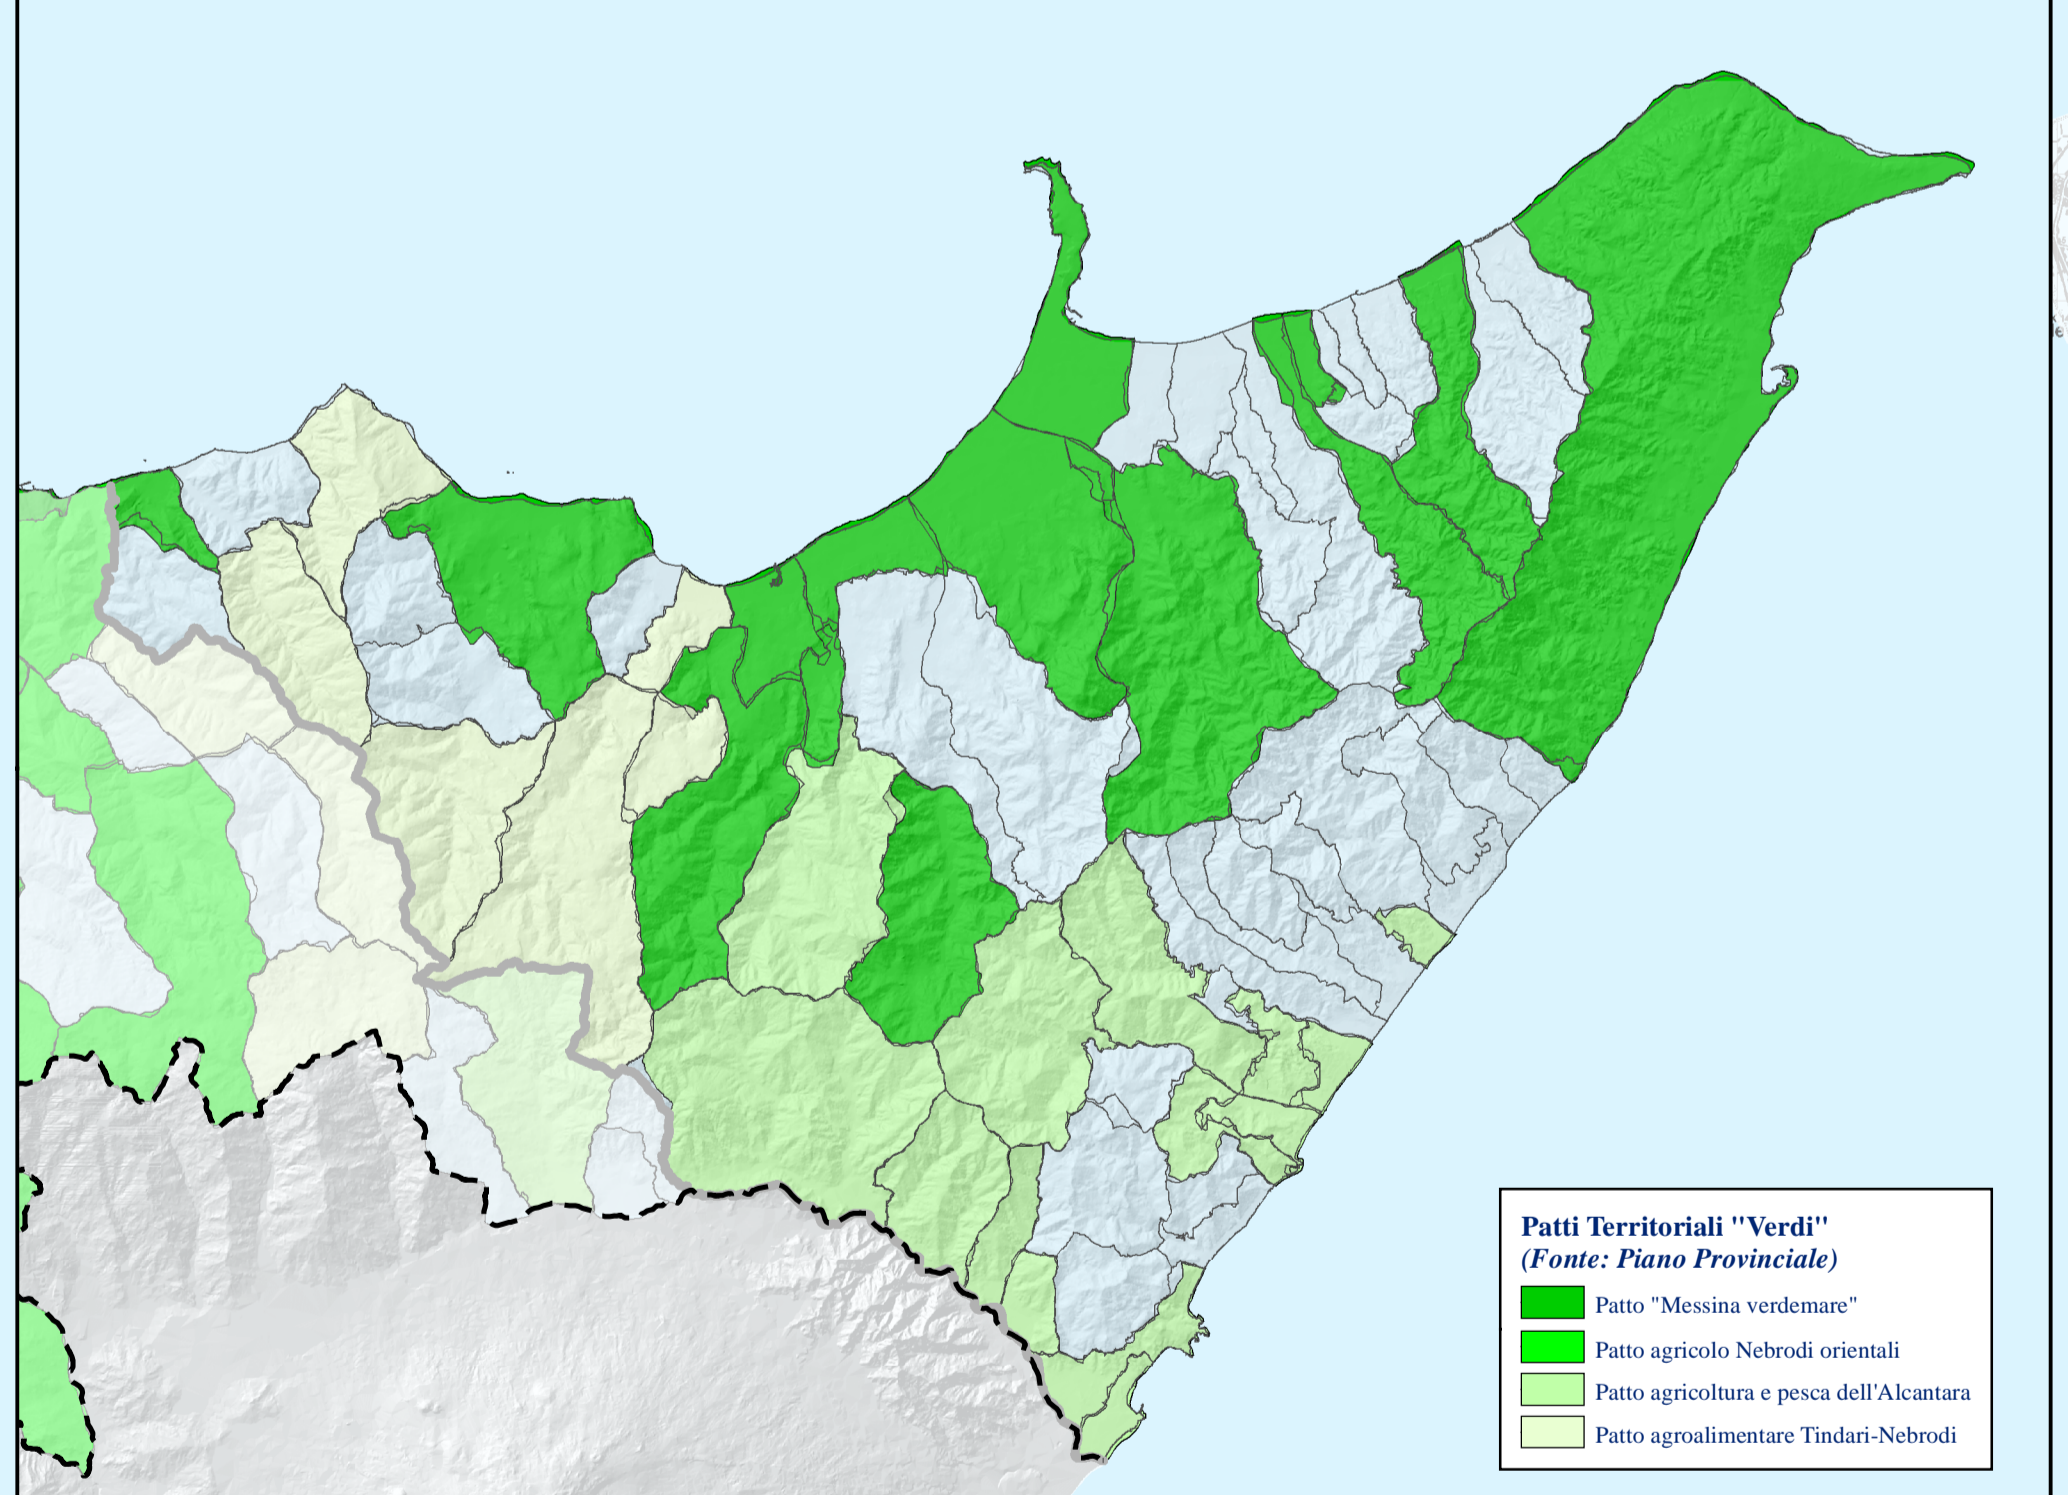 Patti Territoriali "Verdi"
(Fonte: Piano Provinciale)
Patto "Messina verdemare"
Patto agricolo Nebrodi orientali
Patto agricoltura e pesca dell'Alcantara
Patto agroalimentare Tindari-Nebrodi